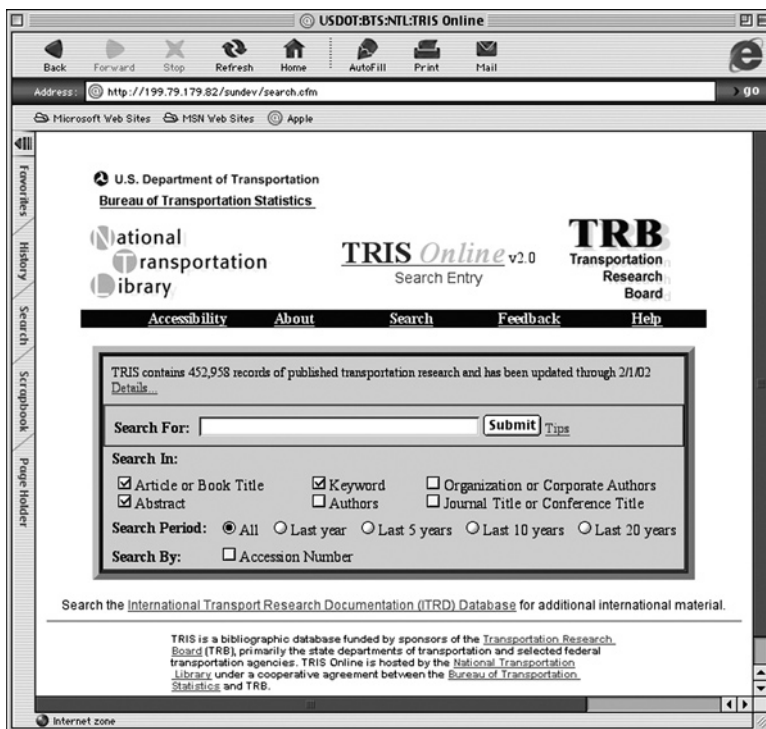 USDOT:BTS:NTL:TRIS Online
Back Forward Stop Refresh Home AutoFill Print Mail
Address: http://199.79.179.82/sundev/search.cfm go
Microsoft Web Sites MSN Web Sites Apple
Favorites
History
Search
Scrapbook
Page Holder
U.S. Department of Transportation
Bureau of Transportation Statistics
National
Transportation
Library
TRIS Online v2.0
Search Entry
TRB
Transportation
Research
Board
Accessibility About Search Feedback Help
TRIS contains 452,958 records of published transportation research and has been updated through 2/1/02
Details...
Search For: Submit Tips
Search In:
Article or Book Title Keyword Organization or Corporate Authors
Abstract Authors Journal Title or Conference Title
Search Period: All Last year Last 5 years Last 10 years Last 20 years
Search By: Accession Number
Search the International Transport Research Documentation (ITRD) Database for additional international material.
TRIS is a bibliographic database funded by sponsors of the Transportation Research
Board (TRB), primarily the state departments of transportation and selected federal
transportation agencies. TRIS Online is hosted by the National Transportation
Library under a cooperative agreement between the Bureau of Transportation
Statistics and TRB.
Internet zone